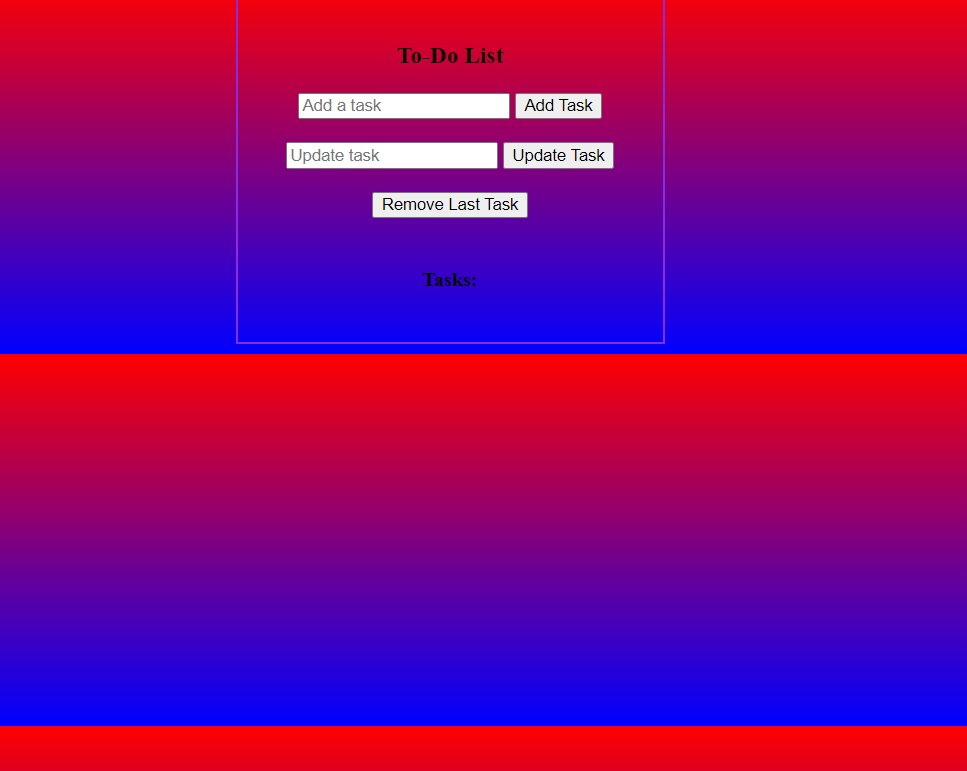 To-Do List
Add a task Add Task
Update task Update Task
Remove Last Task
Tasks: